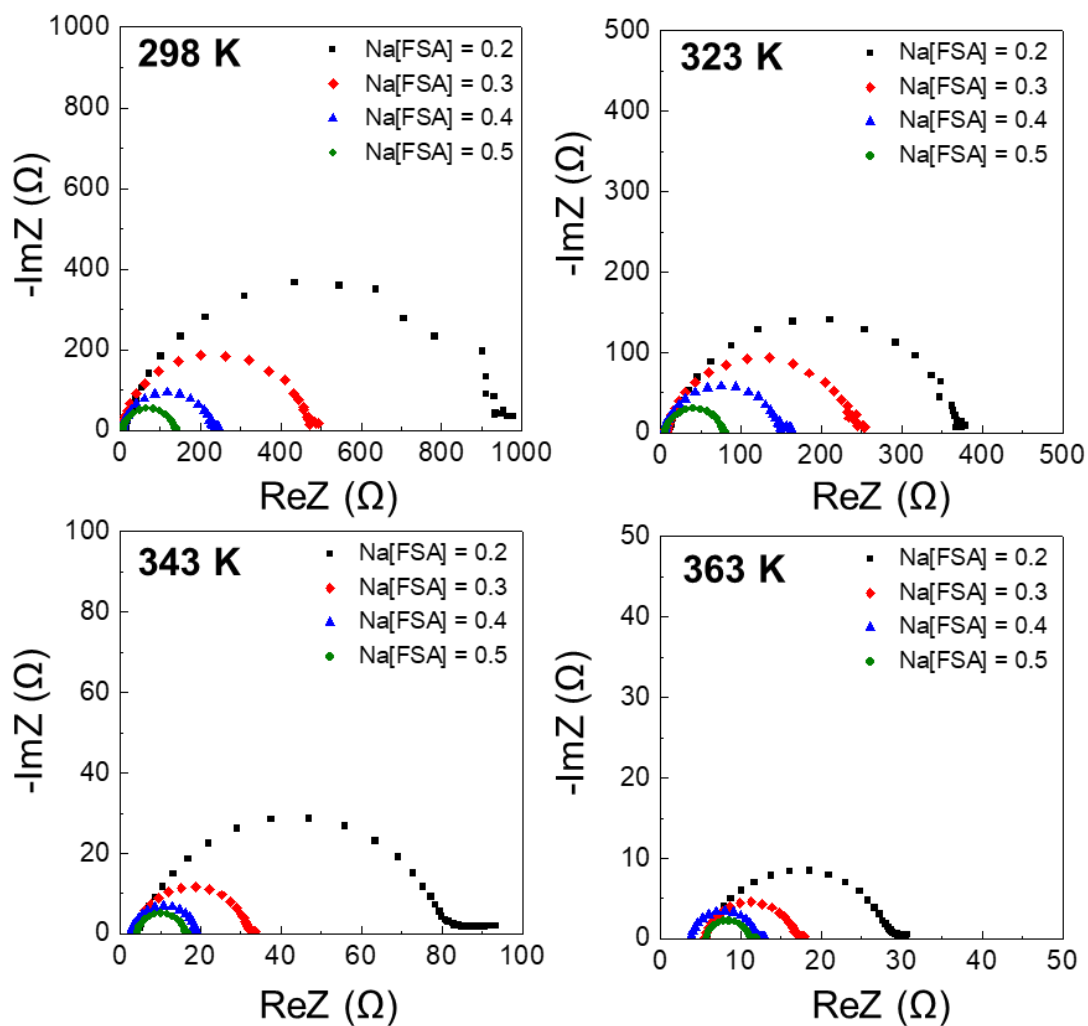 298 K
Na[FSA] = 0.2
Na[FSA] = 0.3
Na[FSA] = 0.4
Na[FSA] = 0.5
1000
800
600
400
200
0
0 200 400 600 800 1000
-ImZ (Ω)
ReZ (Ω)
323 K
Na[FSA] = 0.2
Na[FSA] = 0.3
Na[FSA] = 0.4
Na[FSA] = 0.5
500
400
300
200
100
0
0 100 200 300 400 500
-ImZ (Ω)
ReZ (Ω)
343 K
Na[FSA] = 0.2
Na[FSA] = 0.3
Na[FSA] = 0.4
Na[FSA] = 0.5
100
80
60
40
20
0
0 20 40 60 80 100
-ImZ (Ω)
ReZ (Ω)
363 K
Na[FSA] = 0.2
Na[FSA] = 0.3
Na[FSA] = 0.4
Na[FSA] = 0.5
50
40
30
20
10
0
0 10 20 30 40 50
-ImZ (Ω)
ReZ (Ω)